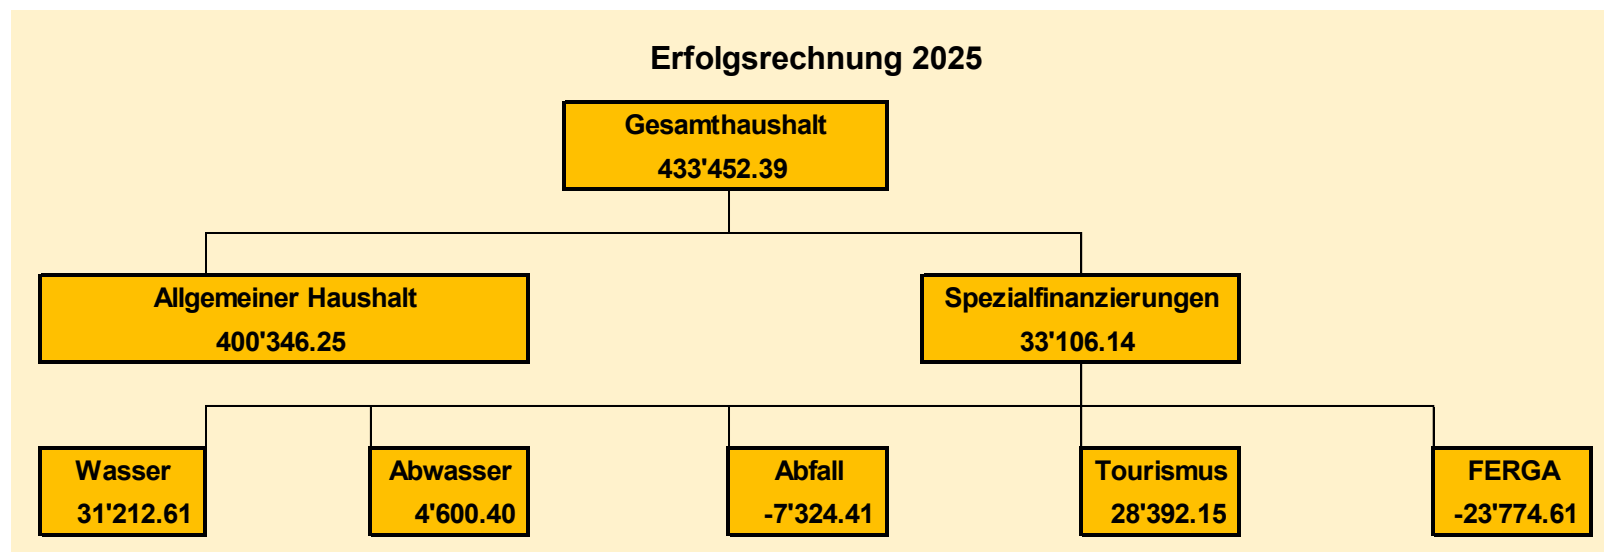 Erfolgsrechnung 2025
Gesamthaushalt
433'452.39
Allgemeiner Haushalt
400'346.25
Spezialfinanzierungen
33'106.14
Wasser
31'212.61
Abwasser
4'600.40
Abfall
-7'324.41
Tourismus
28'392.15
FERGA
-23'774.61